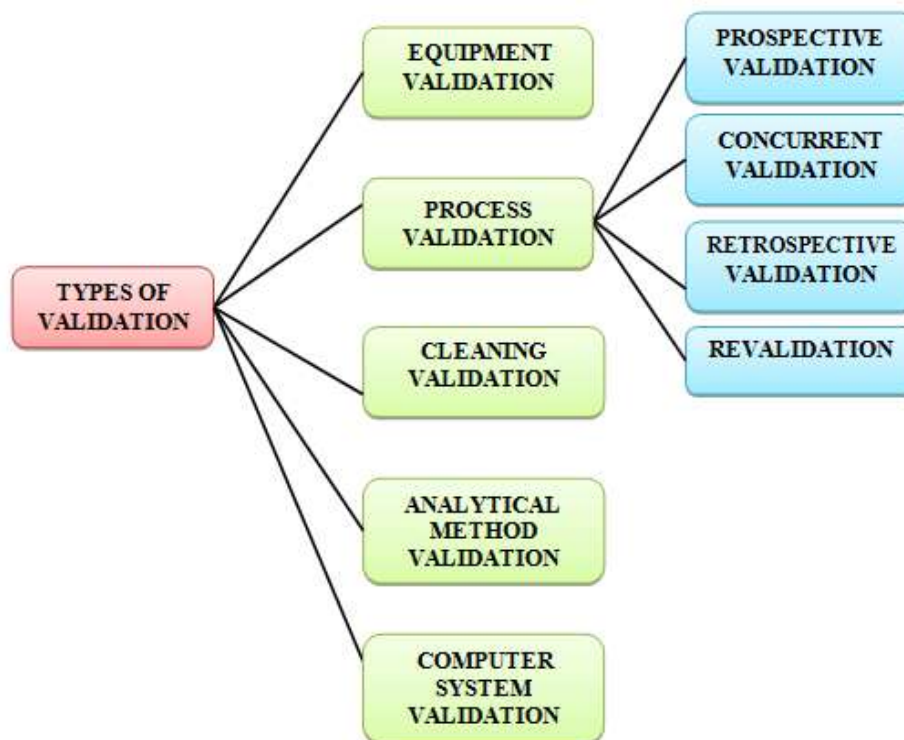 TYPES OF
VALIDATION
EQUIPMENT
VALIDATION
PROCESS
VALIDATION
CLEANING
VALIDATION
ANALYTICAL
METHOD
VALIDATION
COMPUTER
SYSTEM
VALIDATION
PROSPECTIVE
VALIDATION
CONCURRENT
VALIDATION
RETROSPECTIVE
VALIDATION
REVALIDATION